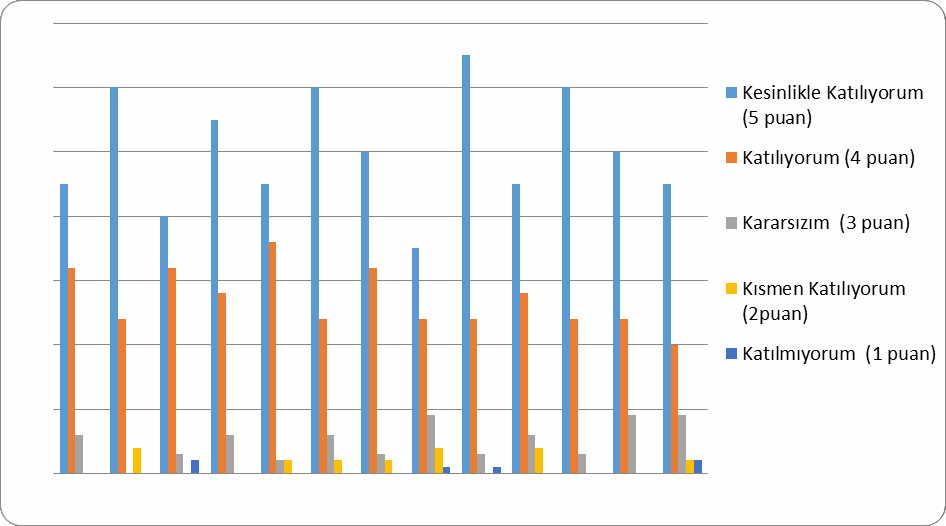 Kesinlikle Katılıyorum
(5 puan)
Katılıyorum (4 puan)
Kararsızım  (3 puan)
Kısmen Katılıyorum
(2puan)
Katılmıyorum  (1 puan)